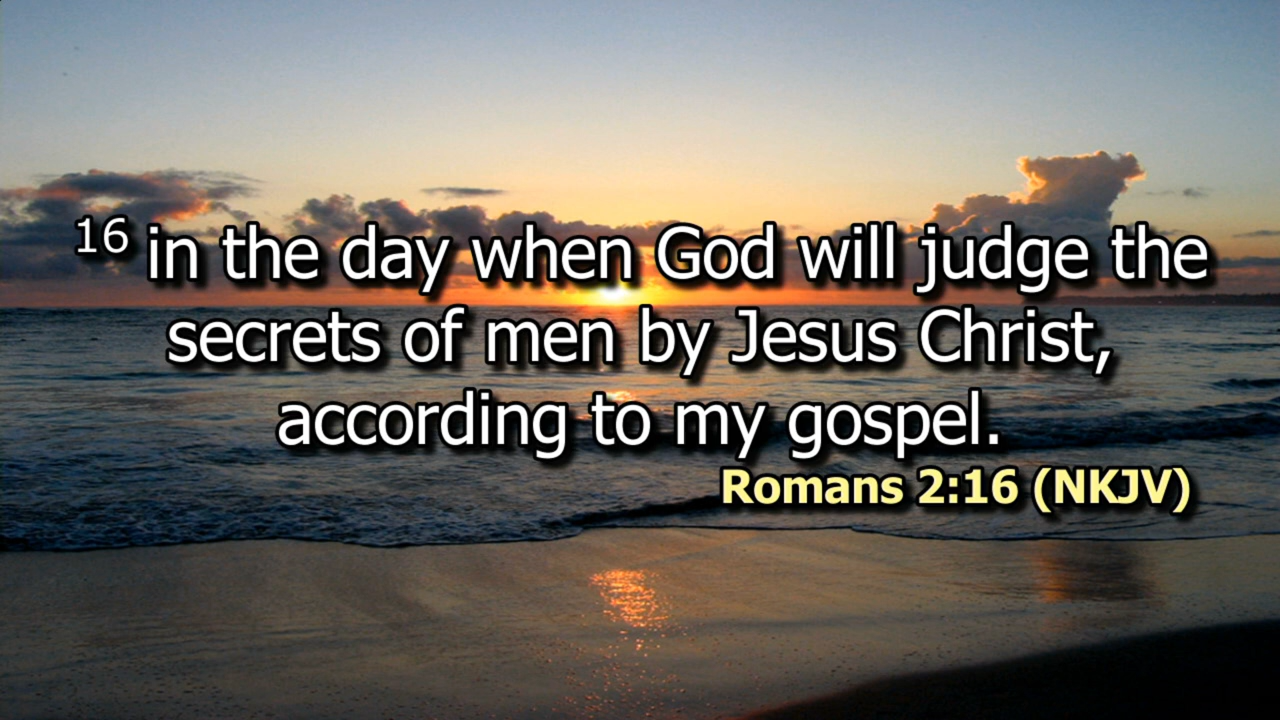 16 in the day when God will judge the
secrets of men by Jesus Christ,
according to my gospel.
Romans 2:16 (NKJV)